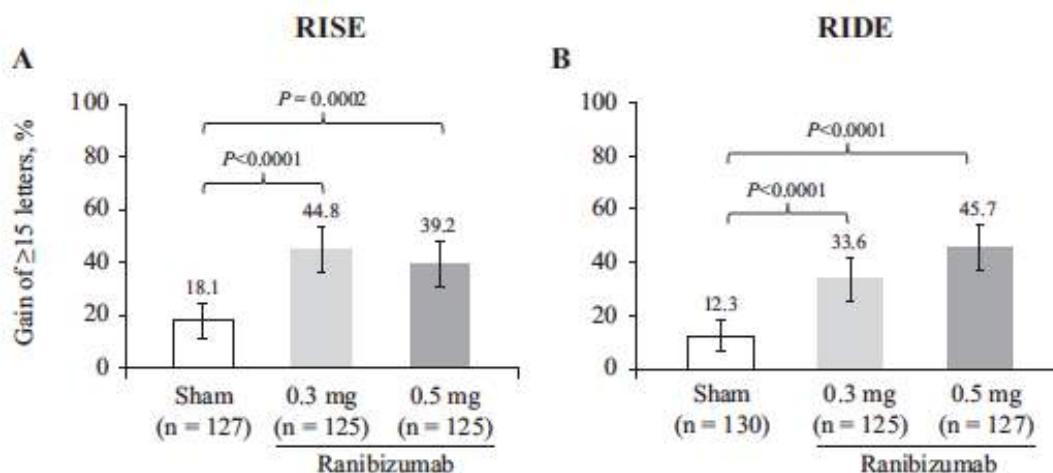 RISE
A
Gain of ≥15 letters, %
100
80
60
40
20
0
P = 0.0002
P<0.0001
18.1
44.8
39.2
Sham
(n = 127)
0.3 mg
(n = 125)
0.5 mg
(n = 125)
Ranibizumab
RIDE
B
100
80
60
40
20
0
P<0.0001
P<0.0001
12.3
33.6
45.7
Sham
(n = 130)
0.3 mg
(n = 125)
0.5 mg
(n = 127)
Ranibizumab